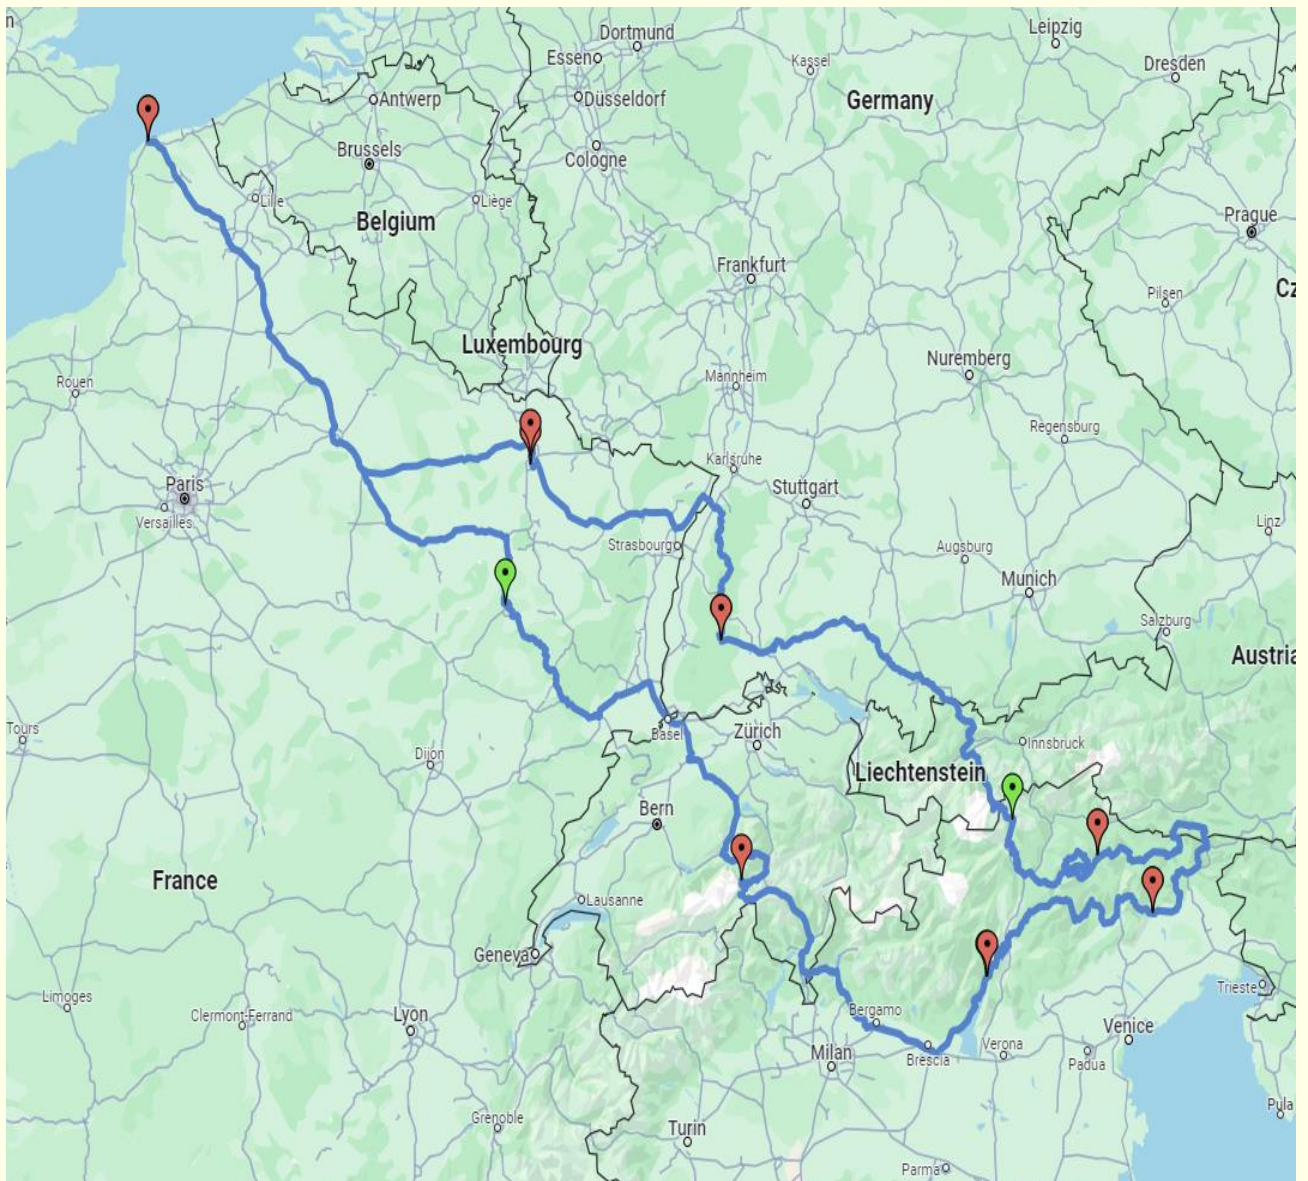 n
Dortmund
Leipzig
Essen
Kassel
Dresden
Antwerp
Düsseldorf
Germany
Brussels
Cologne
Lille
Liège
Belgium
Prague
Frankfurt
Pilsen
Cz
Luxembourg
Nuremberg
Rouen
Mannheim
Regensburg
Karlsruhe
Paris
Stuttgart
Versailles
Linz
Strasbourg
Augsburg
Munich
Salzburg
Austria
Tours
Basel
Zürich
Innsbruck
Dijon
Liechtenstein
Bern
France
Lausanne
Geneva
Trieste
Limoges
Clermont-Ferrand
Lyon
Bergamo
Venice
Milan
Brescia
Verona
Padua
Grenoble
Turin
Pula
Parma